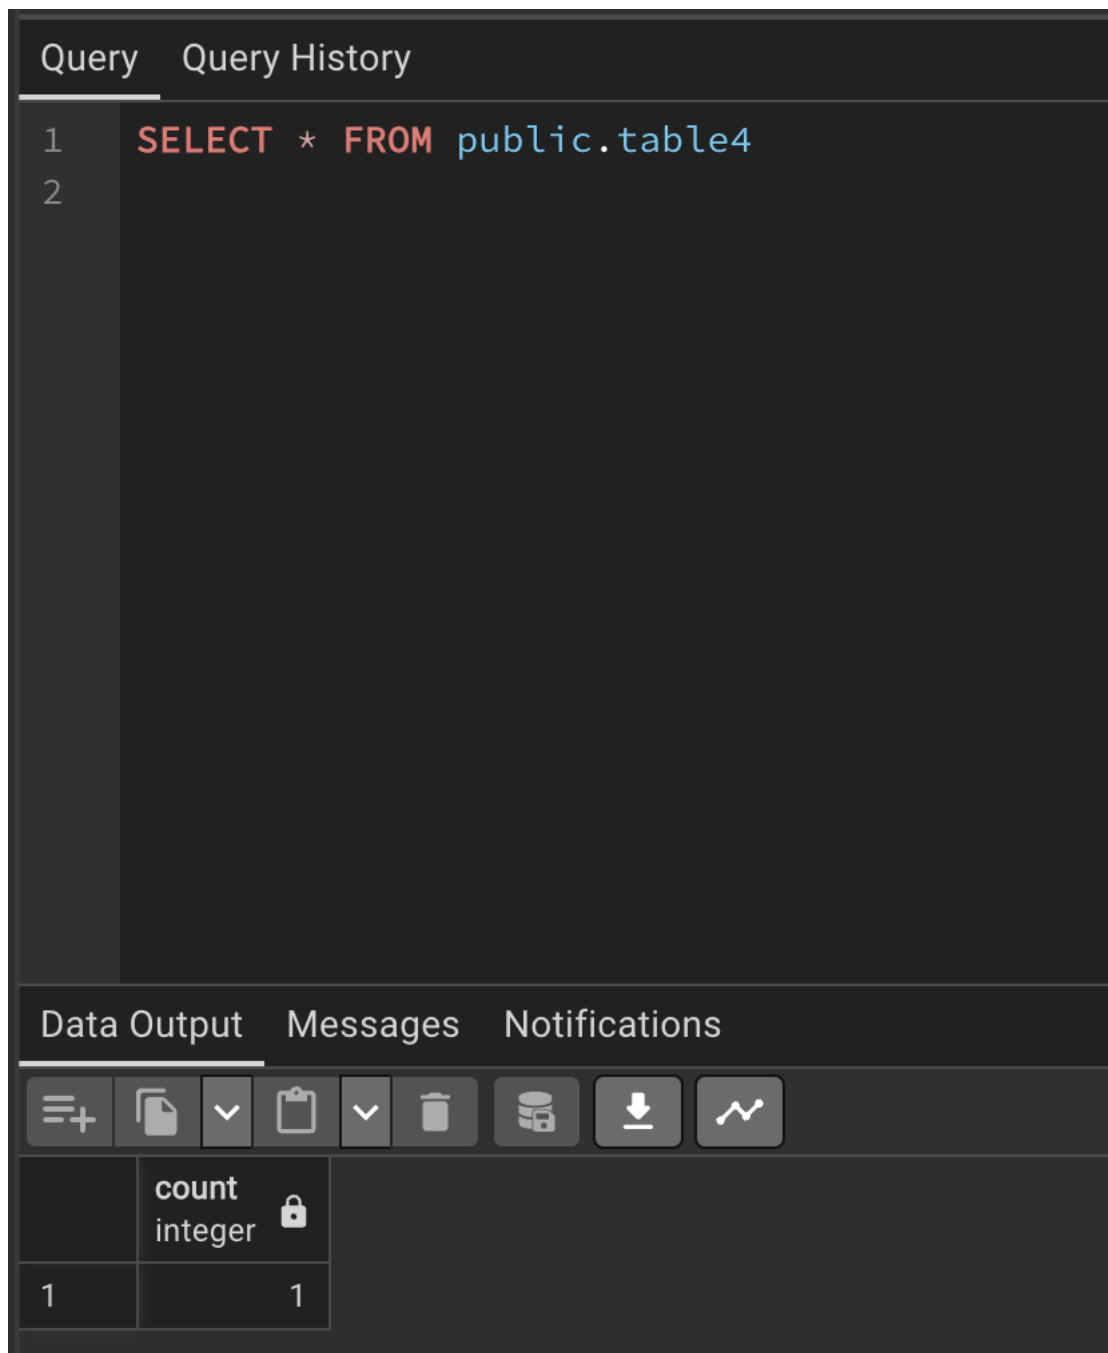 Query Query History
1 SELECT * FROM public.table4
2
Data Output Messages Notifications
count
integer
1 1